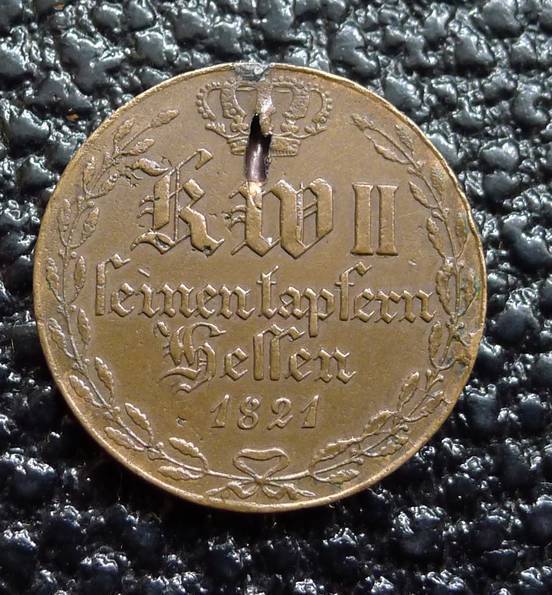 KW II
seinen tapfern
Hessen
1821